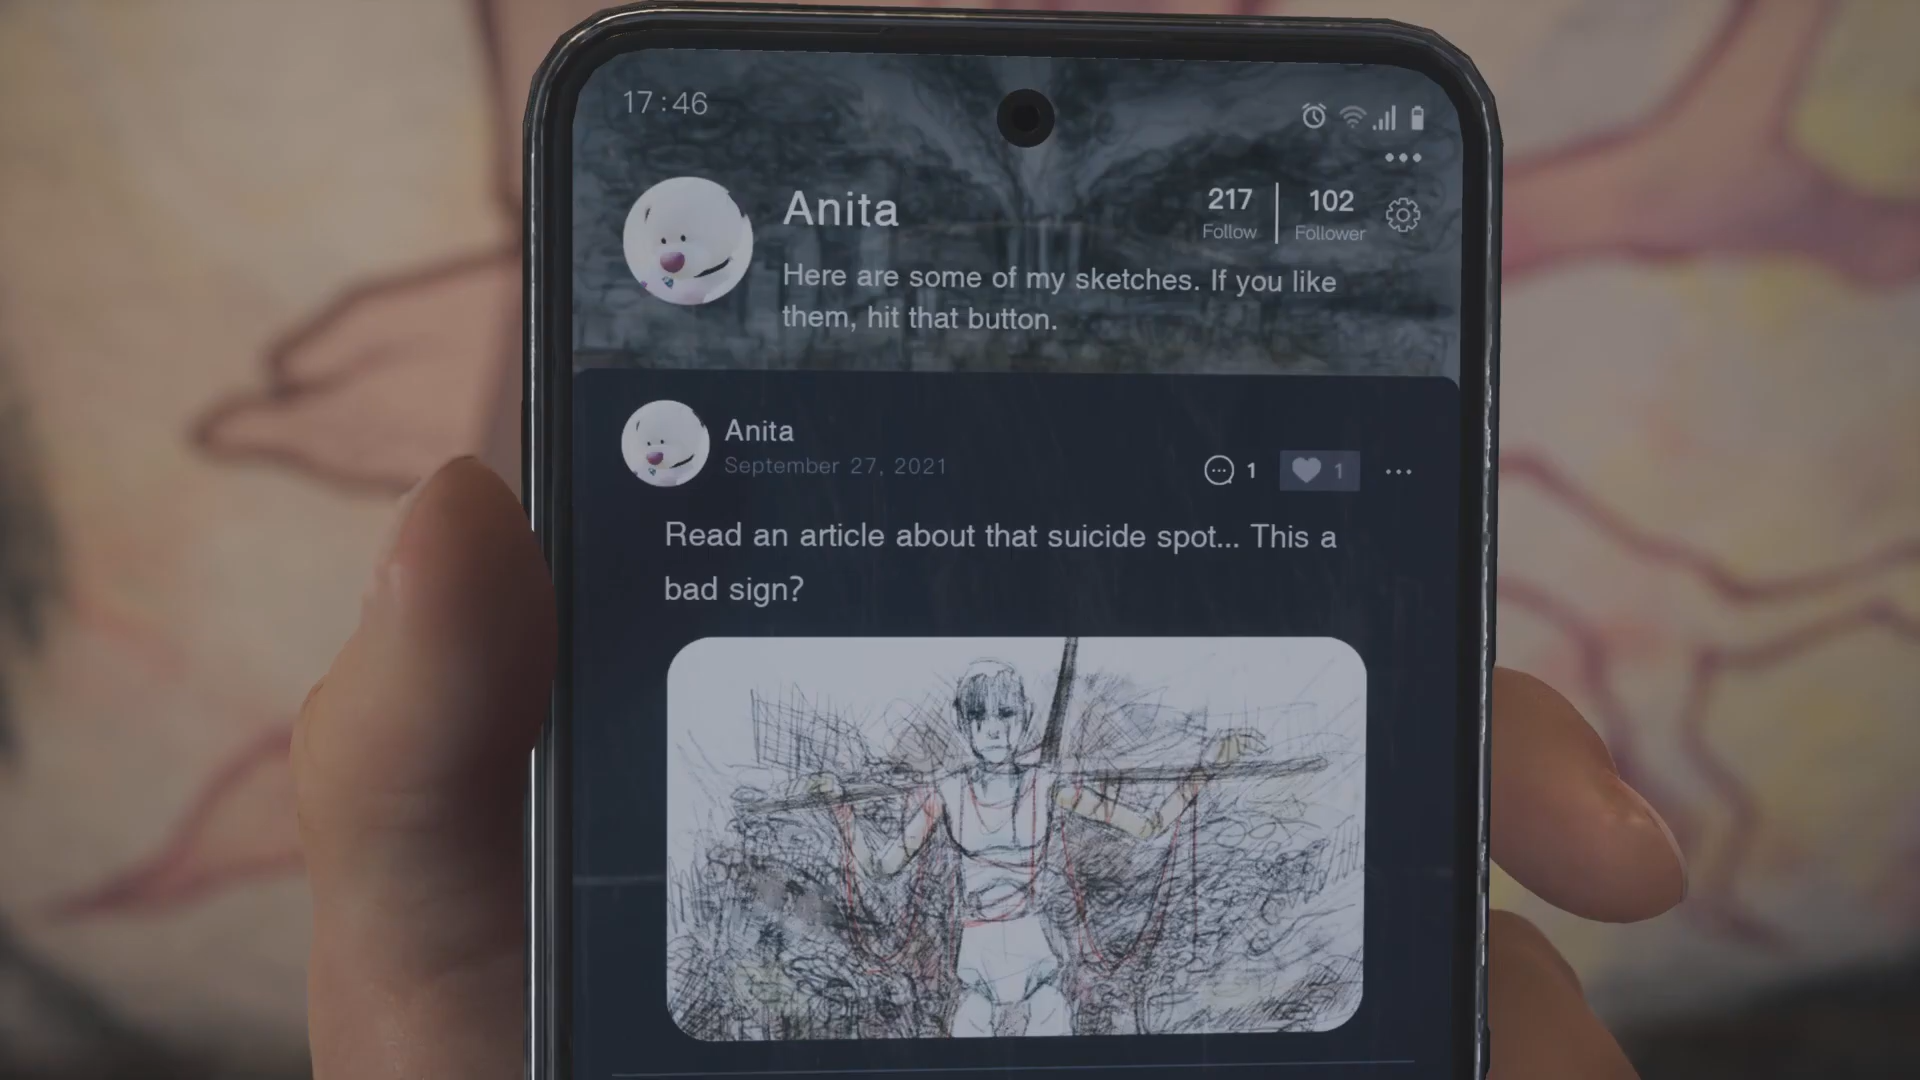 17:46
Anita
217
Follow
102
Follower
Here are some of my sketches. If you like
them, hit that button.
Anita
September 27, 2021
1
1
Read an article about that suicide spot... This a
bad sign?